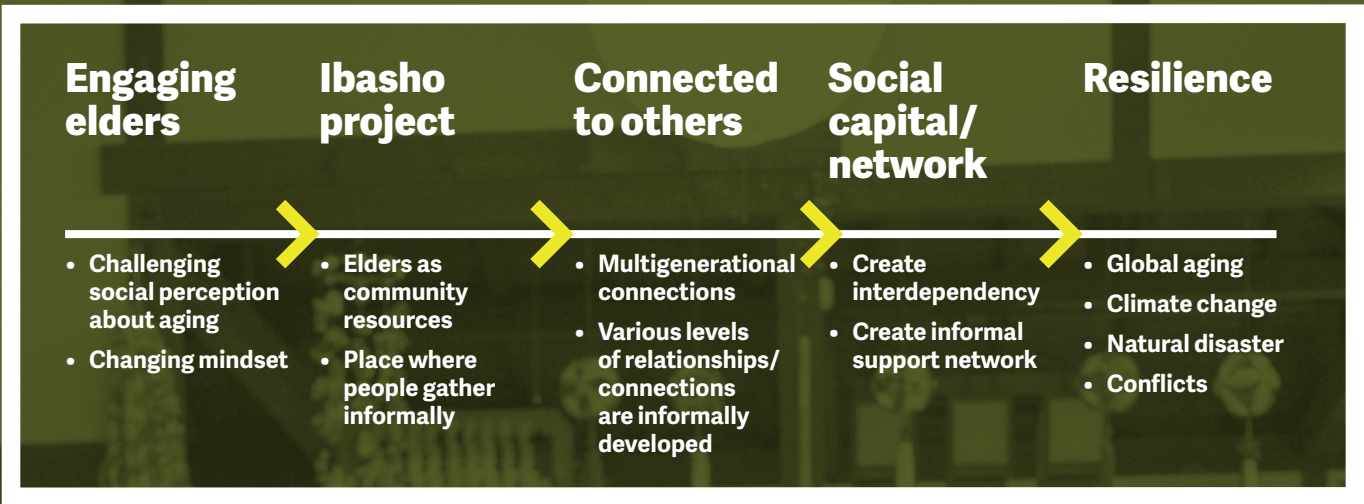 Engaging
elders
Ibasho
project
Connected
to others
Social
capital/
network
Resilience
• Challenging
social perception
about aging
• Changing mindset
• Elders as
community
resources
• Place where
people gather
informally
• Multigenerational
connections
• Various levels
of relationships/
connections
are informally
developed
• Create
interdependency
• Create informal
support network
• Global aging
• Climate change
• Natural disaster
• Conflicts